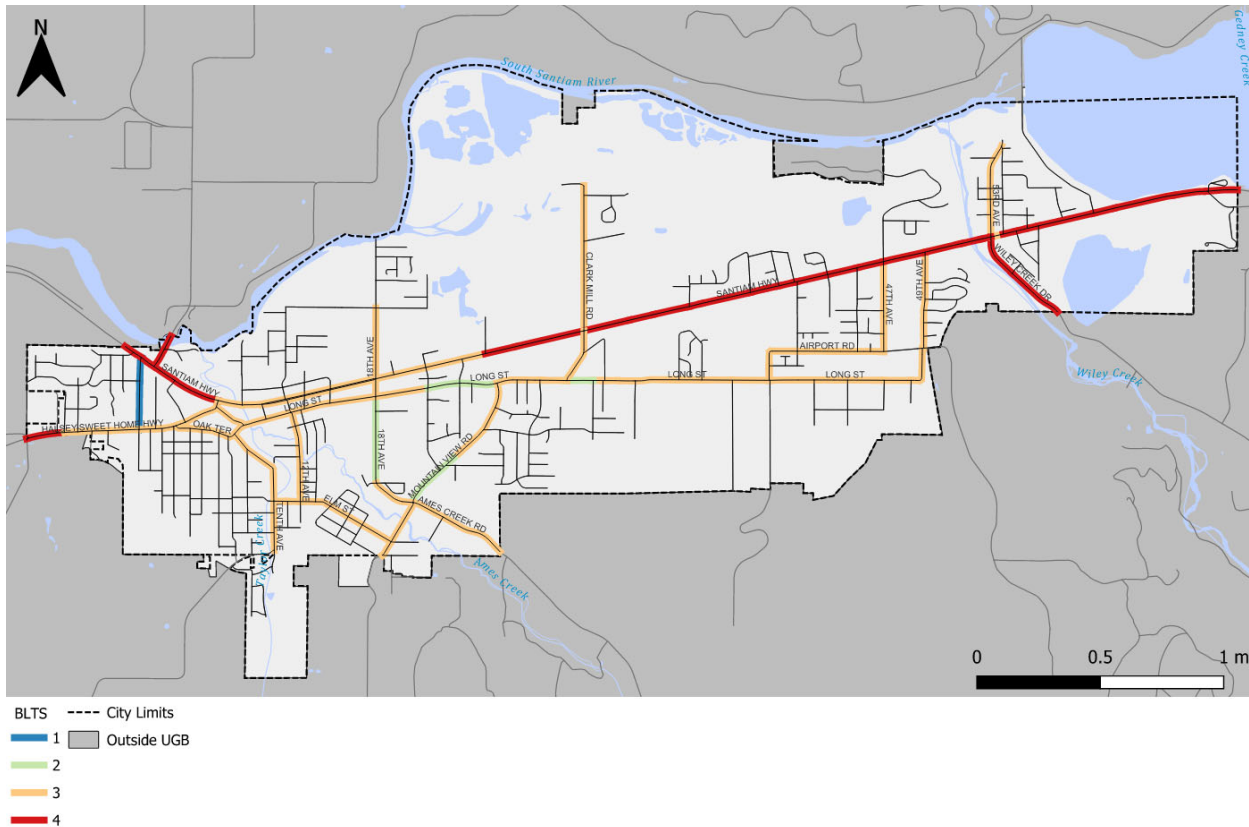 N
South Santiam River
Gedney Creek
53RD AVE
WILEY CREEK DR
CLARK MILL RD
SANTIAM HWY
47TH AVE
49TH AVE
18TH AVE
AIRPORT RD
SANTIAM HWY
LONG ST
LONG ST
LONG ST
LONG ST
Wiley Creek
HALSEY-SWEET HOME HWY
OAK TER
18TH AVE
MOUNTAIN VIEW RD
12TH AVE
ELM ST
AMES CREEK RD
TENTH AVE
Taylor Creek
Ames Creek
0 0.5 1 m
BLTS City Limits
1 Outside UGB
2
3
4